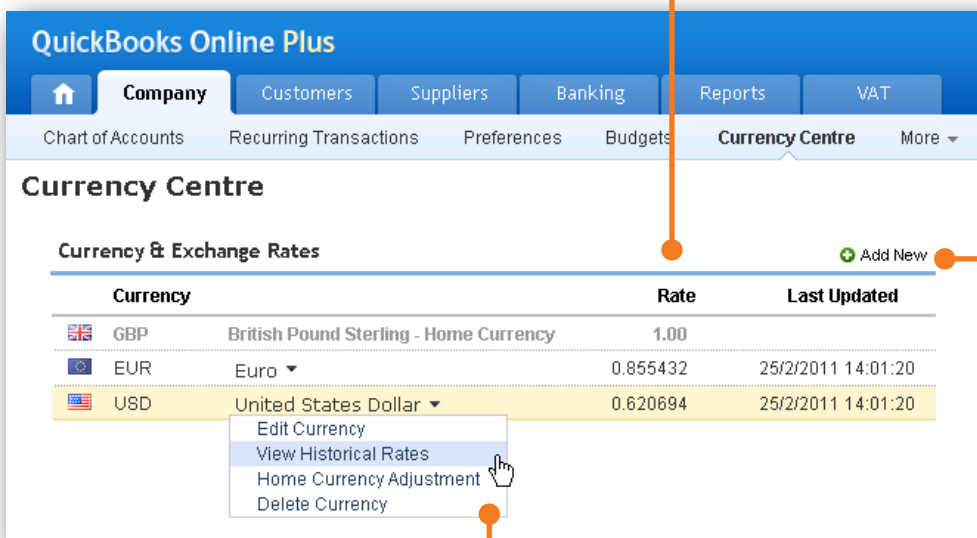 QuickBooks Online Plus
Company Customers Suppliers Banking Reports VAT
Chart of Accounts Recurring Transactions Preferences Budgets Currency Centre More
Currency Centre
Currency & Exchange Rates Add New
Currency Rate Last Updated
GBP British Pound Sterling - Home Currency 1.00
EUR Euro 0.855432 25/2/2011 14:01:20
USD United States Dollar 0.620694 25/2/2011 14:01:20
Edit Currency
View Historical Rates
Home Currency Adjustment
Delete Currency